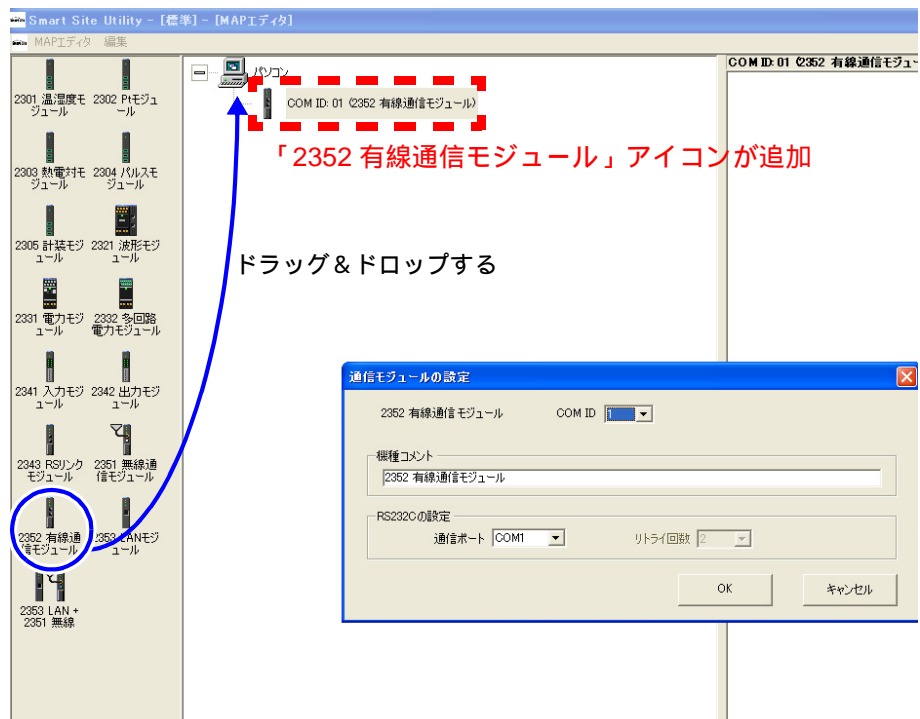 Smart Site Utility - [標準] - [MAPエディタ]
MAPエディタ 編集
2301 温湿度モ
ジュール
2302 Ptモジュ
ール
2303 熱電対モ
ジュール
2304 パルスモ
ジュール
2305 計装モジ
ュール
2321 波形モジ
ュール
2331 電力モジ
ュール
2332 多回路
電力モジュール
2341 入力モジ
ュール
2342 出力モジ
ュール
2343 RSリンク
モジュール
2351 無線通
信モジュール
2352 有線通
信モジュール
2353 LANモジ
ュール
2353 LAN +
2351 無線
パソコン
COM ID: 01 (2352 有線通信モジュール)
「2352 有線通信モジュール」アイコンが追加
ドラッグ＆ドロップする
COM ID: 01 (2352 有線通信モジュー
通信モジュールの設定
2352 有線通信モジュール COM ID 1
機種コメント
2352 有線通信モジュール
RS232Cの設定
通信ポート COM1 リトライ回数 2
OK キャンセル